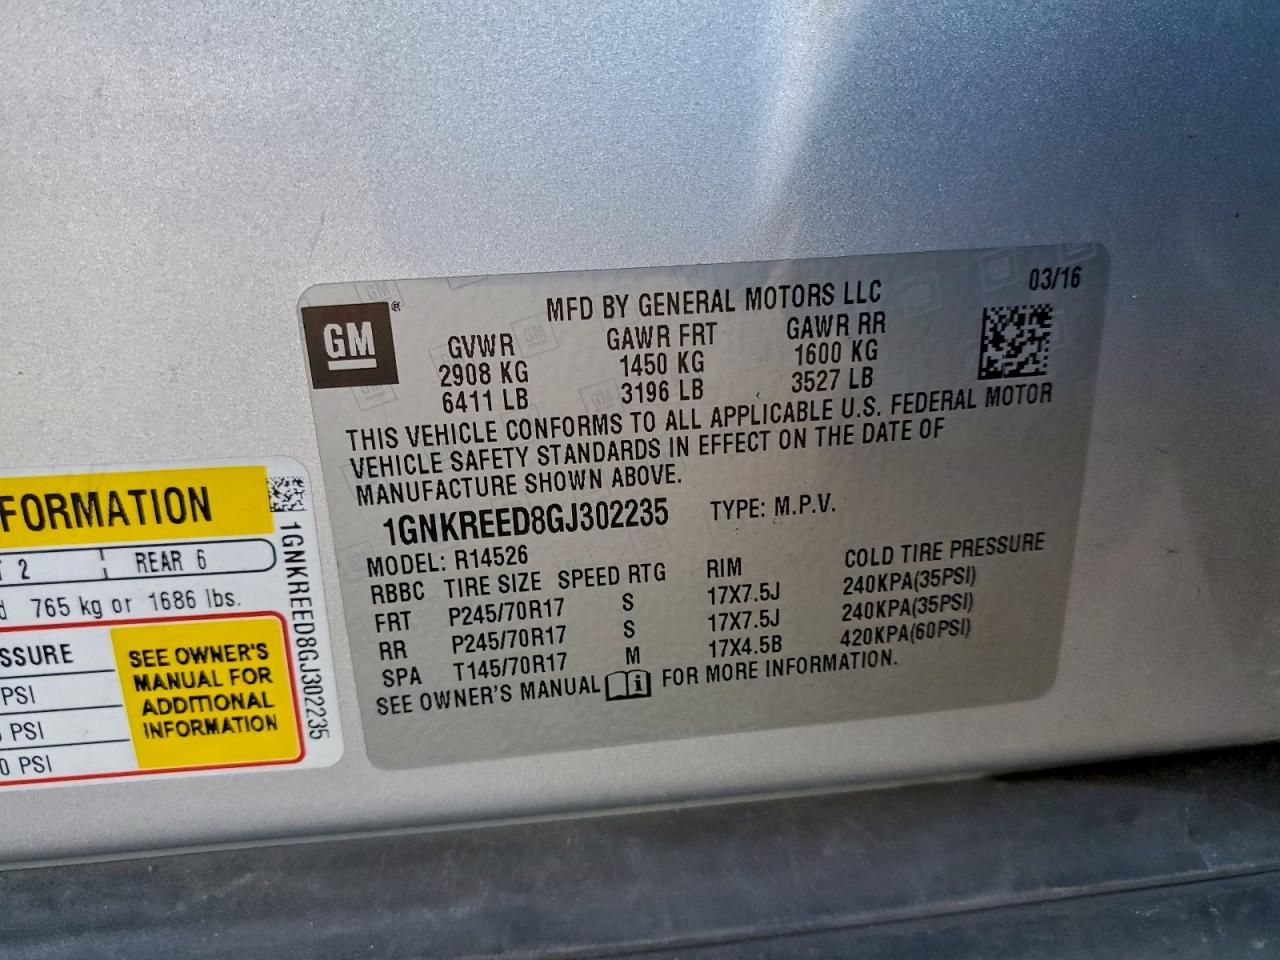 03/16
GM ®
MFD BY GENERAL MOTORS LLC
GVWR GAWR FRT GAWR RR
2908 KG 1450 KG 1600 KG
6411 LB 3196 LB 3527 LB
THIS VEHICLE CONFORMS TO ALL APPLICABLE U.S. FEDERAL MOTOR
VEHICLE SAFETY STANDARDS IN EFFECT ON THE DATE OF
MANUFACTURE SHOWN ABOVE.
1GNKREED8GJ302235 TYPE: M.P.V.
MODEL: R14526
RBBC TIRE SIZE SPEED RTG RIM COLD TIRE PRESSURE
FRT P245/70R17 S 17X7.5J 240KPA(35PSI)
RR P245/70R17 S 17X7.5J 240KPA(35PSI)
SPA T145/70R17 M 17X4.5B 420KPA(60PSI)
SEE OWNER'S MANUAL i FOR MORE INFORMATION.
FORMATION
2 REAR 6
765 kg or 1686 lbs.
SSURE
PSI
PSI
0 PSI
SEE OWNER'S
MANUAL FOR
ADDITIONAL
INFORMATION
1GNKREED8GJ302235